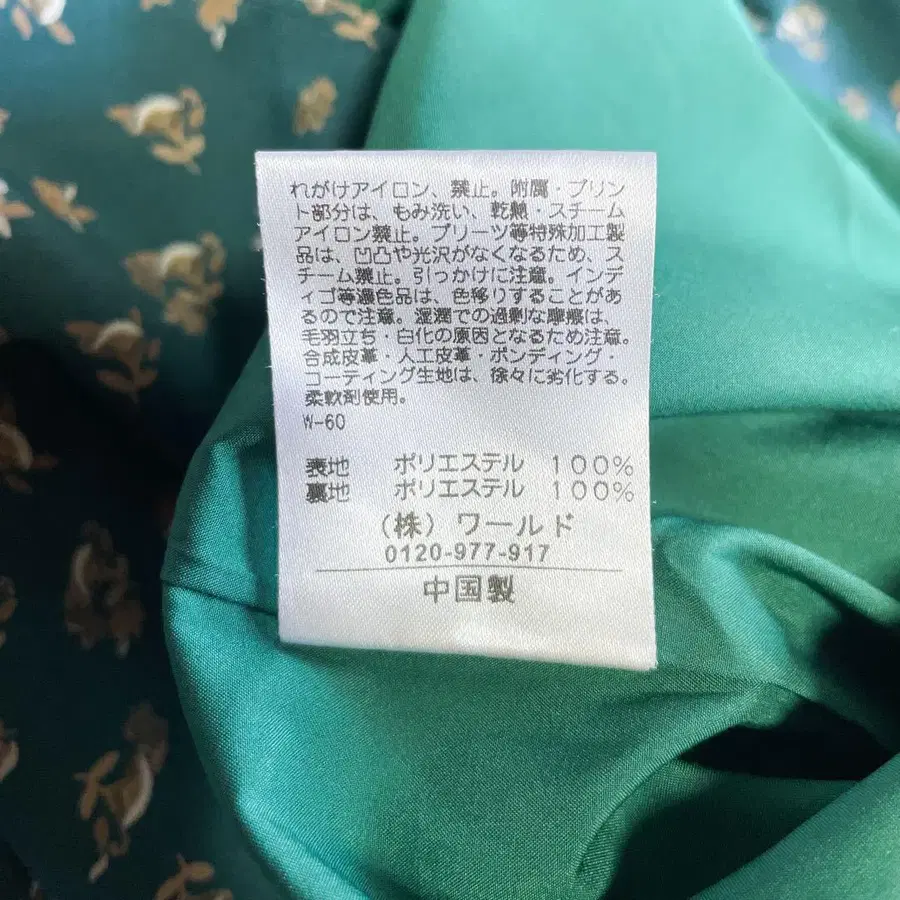 れがけアイロン、禁止。附属・プリン
ト部分は、もみ洗い、乾熱・スチーム
アイロン禁止。プリーツ等特殊加工製
品は、凹凸や光沢がなくなるため、ス
チーム禁止。引っかけに注意。インデ
ィゴ等濃色品は、色移りすることがあ
るので注意。湿潤での過剰な摩擦は、
毛羽立ち・白化の原因となるため注意。
合成皮革・人工皮革・ボンディング・
コーティング生地は、徐々に劣化する。
柔軟剤使用。
W-60
表地 ポリエステル 100%
裏地 ポリエステル 100%
(株) ワールド
0120-977-917
中国製